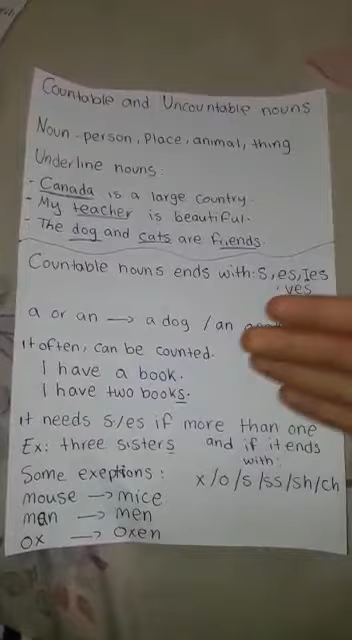 Countable and Uncountable nouns
Noun - person, Place, animal, thing
Underline nouns:
- Canada is a large country.
- My teacher is beautiful.
- The dog and cats are friends.
Countable nouns ends with: S, es, Ies
, ves
a or an → a dog / an
it often, can be counted.
I have a book.
I have two books.
it needs S/es if more than one
Ex: three sisters and if it ends
with:
Some exeptions: x/o/s/ss/sh/ch
mouse → mice
man → men
ox → oxen